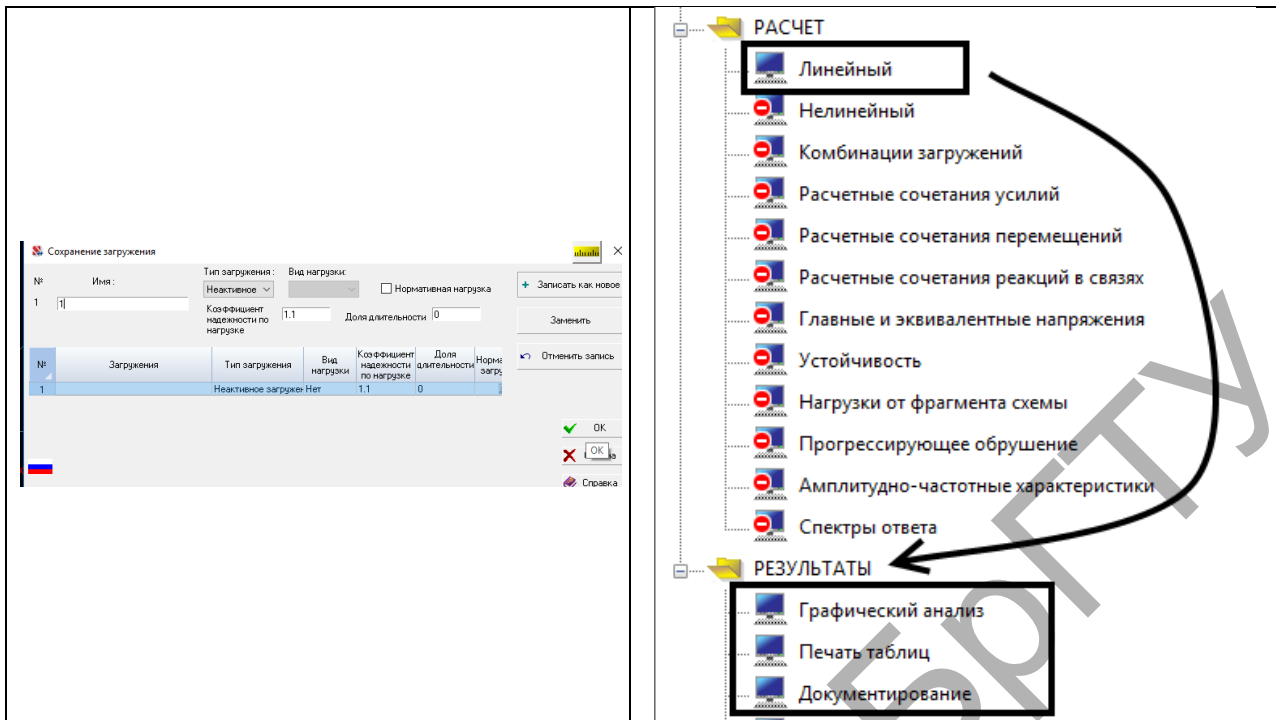 Сохранение загружения
№
Имя :
Тип загружения :
Вид нагрузки:
1
1
Неактивное
Нормативная нагрузка
Коэффициент надежности по нагрузке
1.1
Доля длительности
0
Записать как новое
Заменить
Отменить запись
№ Загружения Тип загружения Вид нагрузки Коэффициент надежности по нагрузке Доля длительности Норма загру
1 Неактивное загружен Нет 1.1 0
OK
OK
Справка
РАСЧЕТ
Линейный
Нелинейный
Комбинации загружений
Расчетные сочетания усилий
Расчетные сочетания перемещений
Расчетные сочетания реакций в связях
Главные и эквивалентные напряжения
Устойчивость
Нагрузки от фрагмента схемы
Прогрессирующее обрушение
Амплитудно-частотные характеристики
Спектры ответа
РЕЗУЛЬТАТЫ
Графический анализ
Печать таблиц
Документирование
БрГТУ